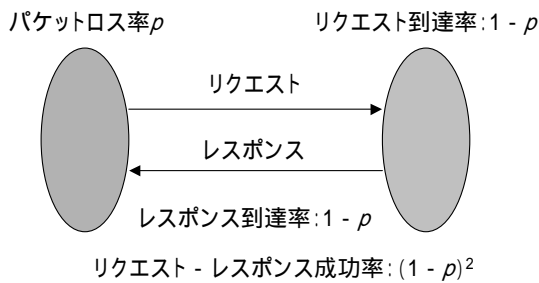 パケットロス率p
リクエスト到達率:1 - p
リクエスト
レスポンス
レスポンス到達率:1 - p
リクエスト - レスポンス成功率: (1 - p)²